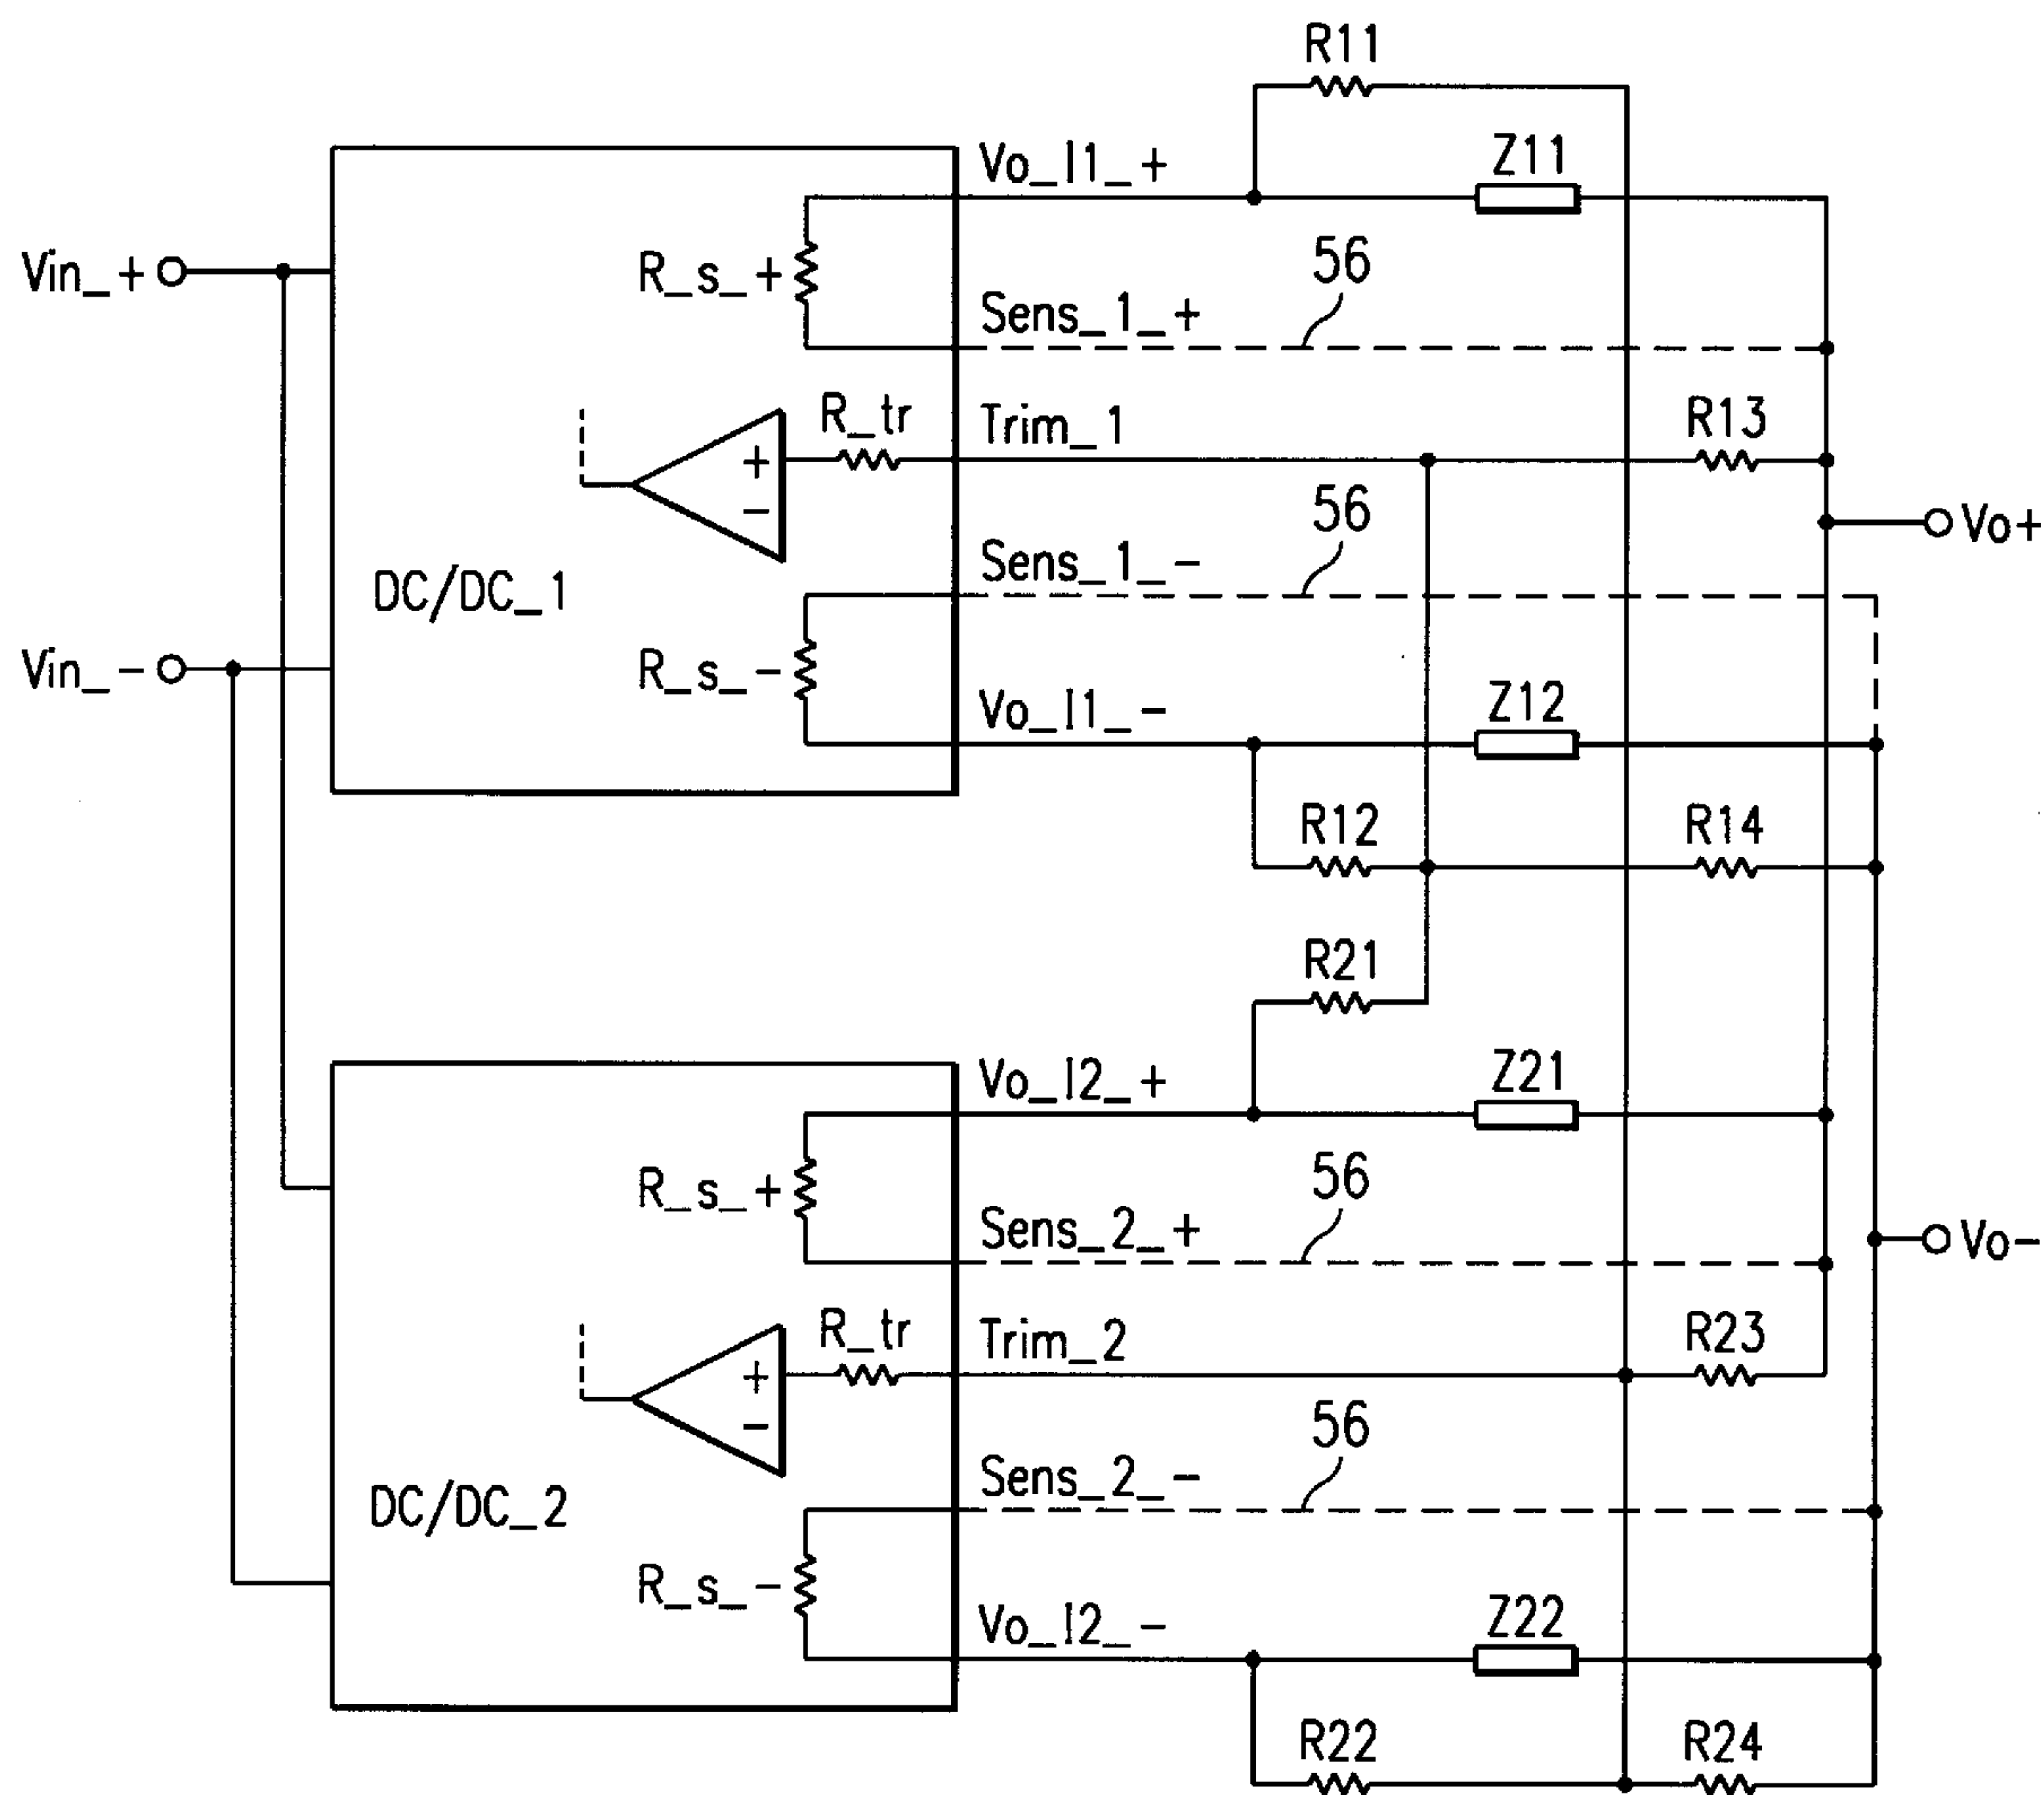 R11
Vo_I1_+
Z11
Vin_+
R_s_+
56
Sens_1_+
R_tr
Trim_1
R13
+
-
56
Vo+
Sens_1_-
DC/DC_1
Vin_-
R_s_-
Vo_I1_-
Z12
R12
R14
R21
Vo_I2_+
Z21
R_s_+
56
Sens_2_+
Vo-
R_tr
Trim_2
R23
+
-
56
Sens_2_-
DC/DC_2
R_s_-
Vo_I2_-
Z22
R22
R24